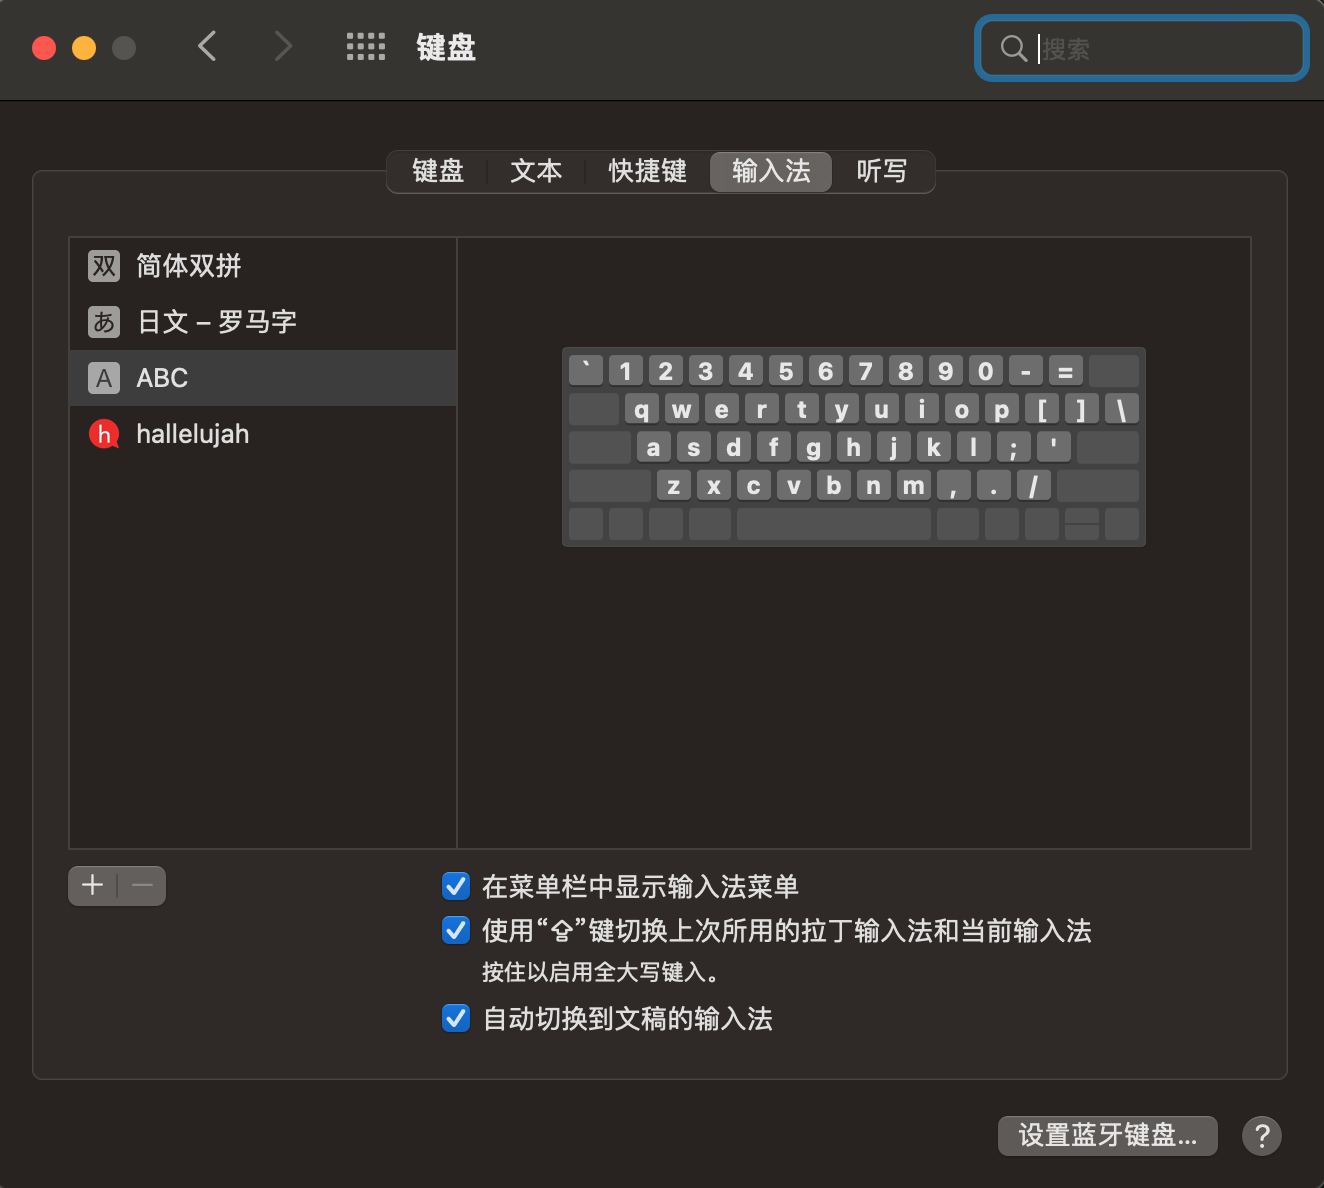 键盘
搜索
键盘 文本 快捷键 输入法 听写
双 简体双拼
あ 日文 – 罗马字
A ABC
h hallelujah
` 1 2 3 4 5 6 7 8 9 0 - =
q w e r t y u i o p [ ] \
a s d f g h j k l ; '
z x c v b n m , . /
在菜单栏中显示输入法菜单
使用“⇪”键切换上次所用的拉丁输入法和当前输入法
按住以启用全大写键入。
自动切换到文稿的输入法
设置蓝牙键盘... ?